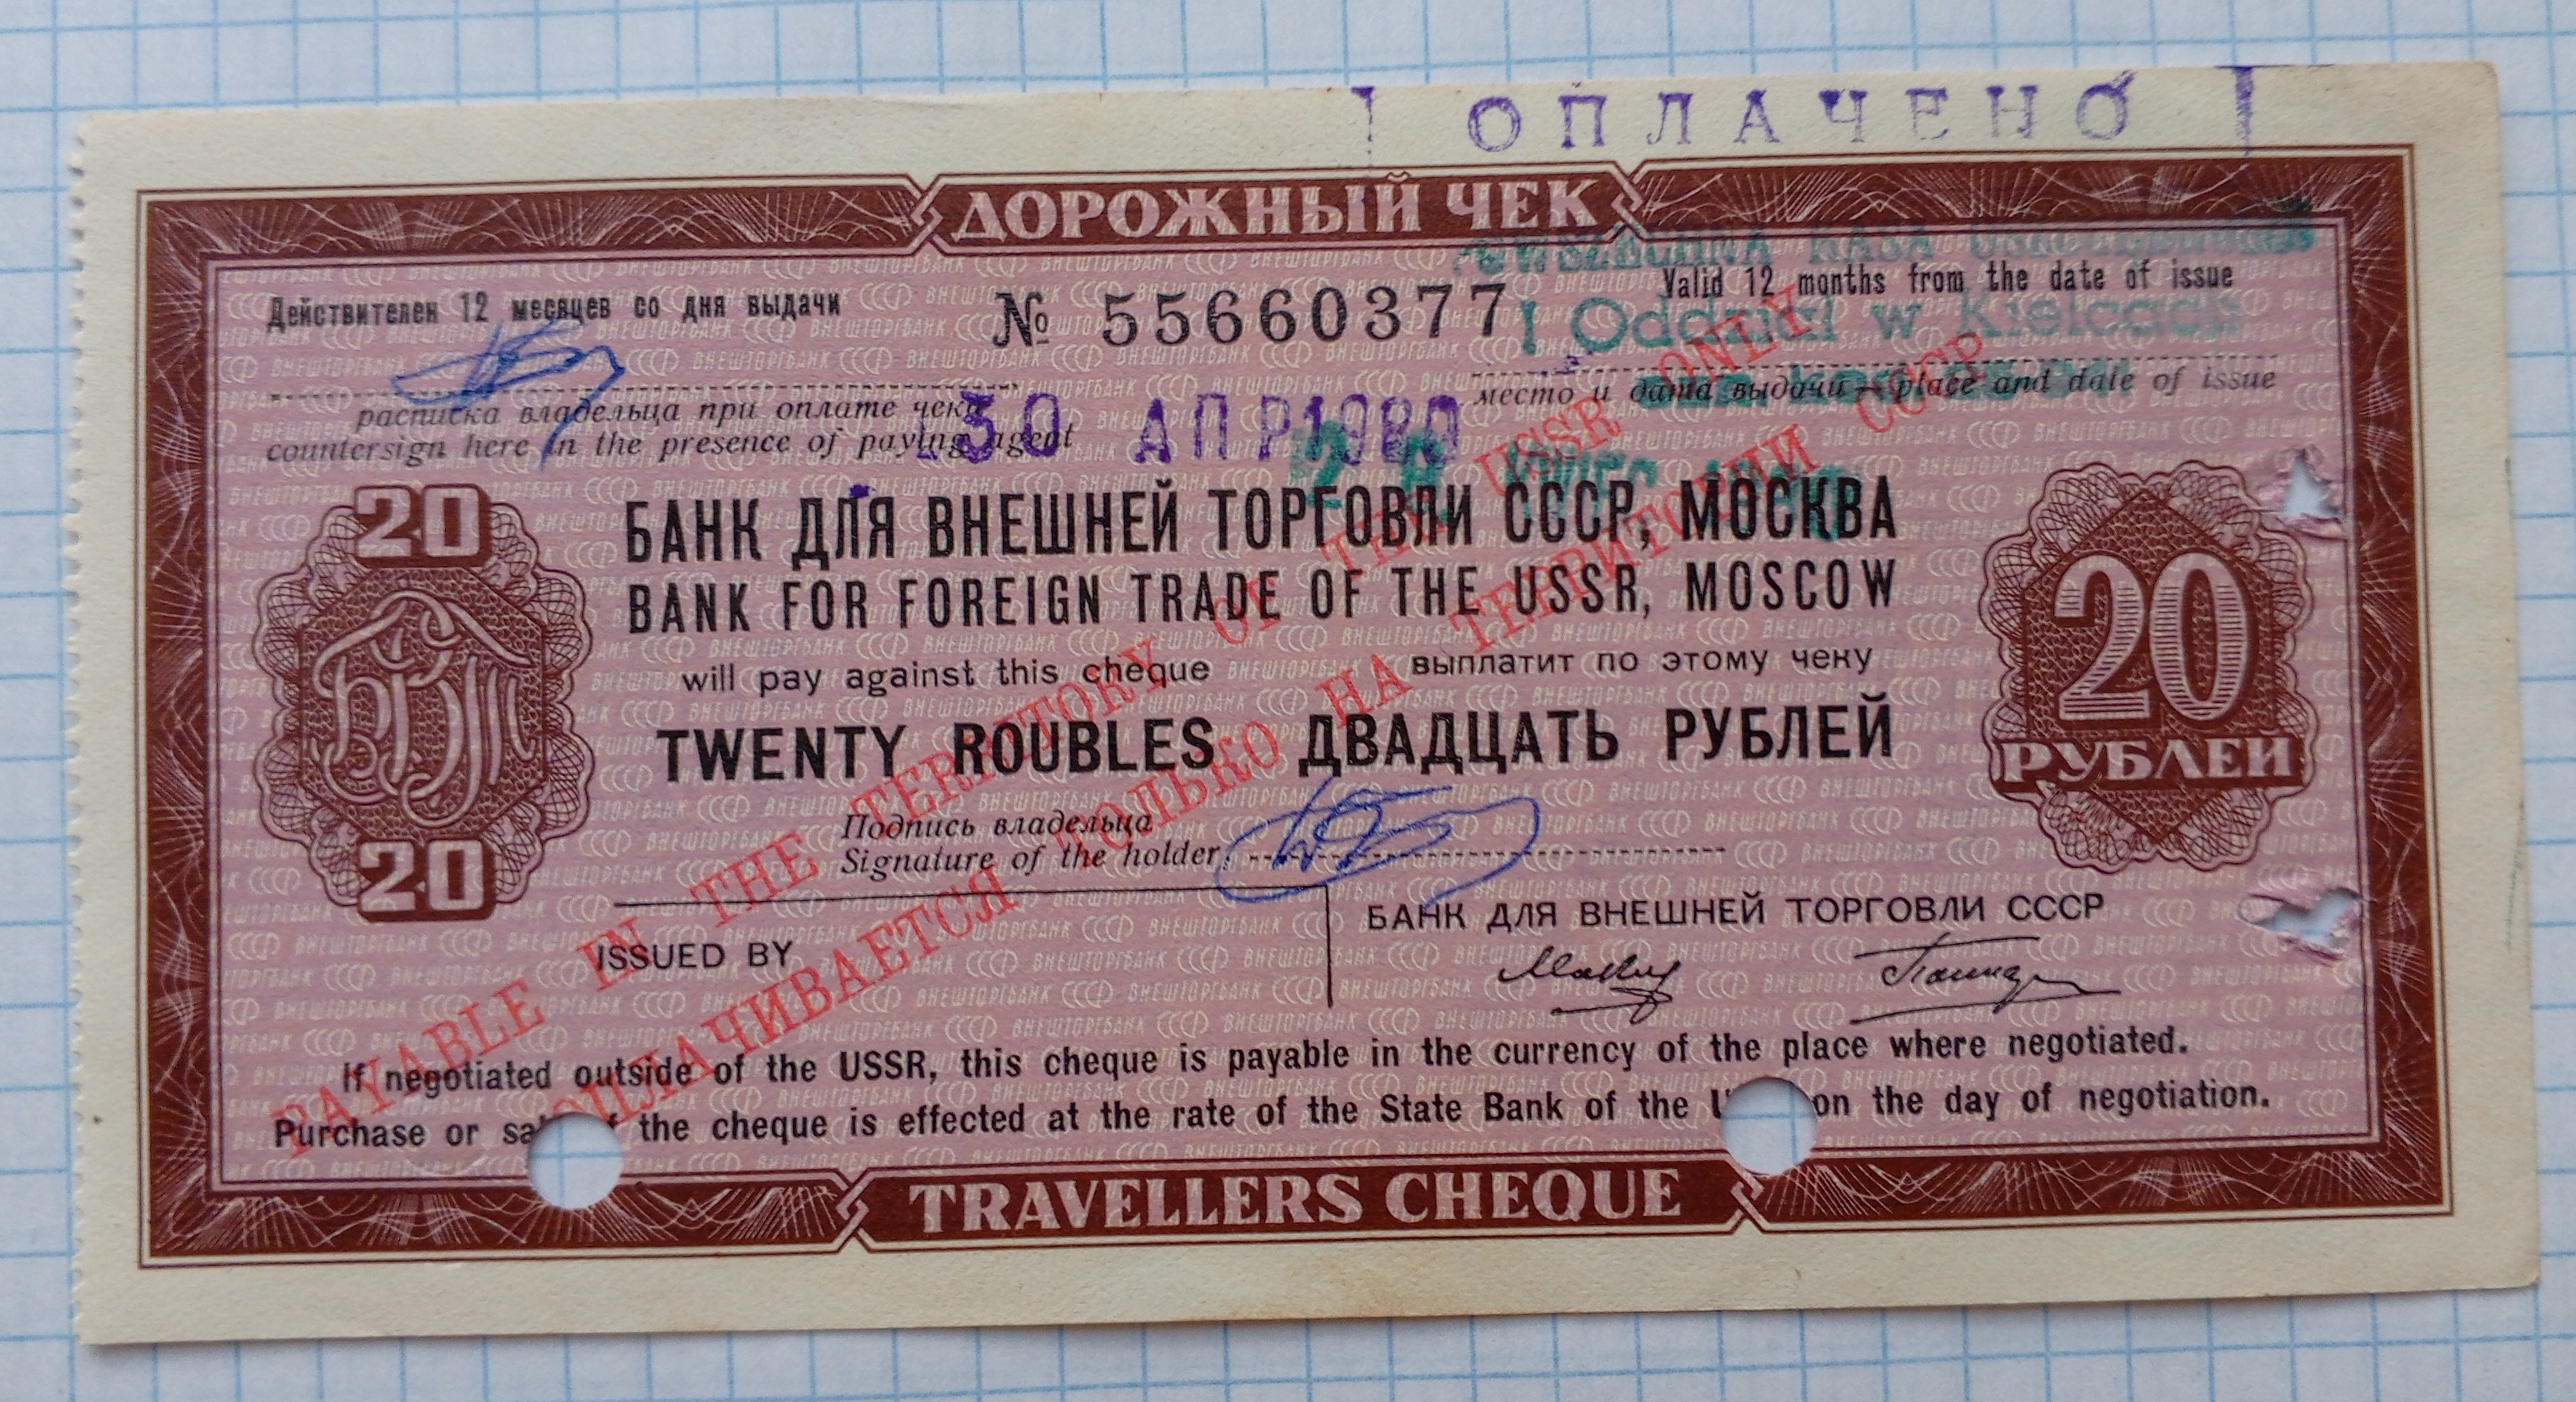 ОПЛАЧЕНО
ДОРОЖНЫЙ ЧЕК
Действителен 12 месяцев со дня выдачи
№ 55660377
Valid 12 months from the date of issue
I Oddział w Kielcach
расписка владельца при оплате чека
countersign here in the presence of paying agent
место и дата выдачи — place and date of issue
30 АПР 1980
20
БАНК ДЛЯ ВНЕШНЕЙ ТОРГОВЛИ СССР, МОСКВА
BANK FOR FOREIGN TRADE OF THE USSR, MOSCOW
will pay against this cheque
выплатит по этому чеку
TWENTY ROUBLES ДВАДЦАТЬ РУБЛЕЙ
20
РУБЛЕЙ
20
Подпись владельца
Signature of the holder
PAYABLE IN THE TERRITORY OF THE USSR ONLY
ОПЛАЧИВАЕТСЯ ТОЛЬКО НА ТЕРРИТОРИИ СССР
ISSUED BY
БАНК ДЛЯ ВНЕШНЕЙ ТОРГОВЛИ СССР
If negotiated outside of the USSR, this cheque is payable in the currency of the place where negotiated.
Purchase or the cheque is effected at the rate of the State Bank of the on the day of negotiation.
TRAVELLERS CHEQUE